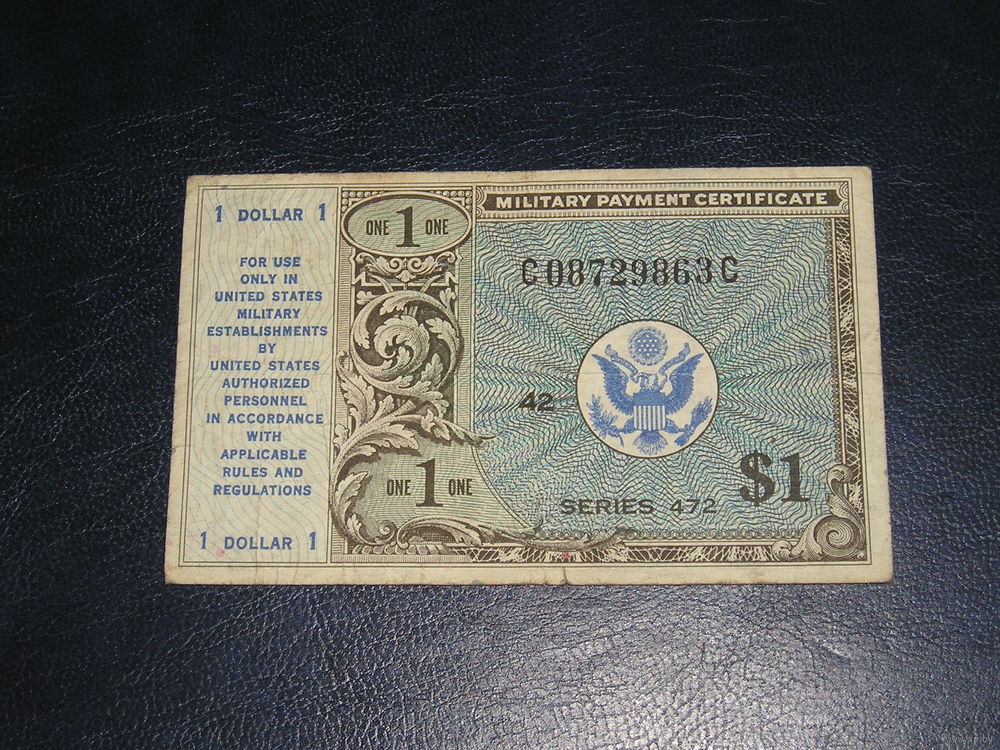 1 DOLLAR 1
FOR USE
ONLY IN
UNITED STATES
MILITARY
ESTABLISHMENTS
BY
UNITED STATES
AUTHORIZED
PERSONNEL
IN ACCORDANCE
WITH
APPLICABLE
RULES AND
REGULATIONS
1 DOLLAR 1
ONE 1 ONE
ONE 1 ONE
MILITARY PAYMENT CERTIFICATE
C08729863C
42
$1
SERIES 472